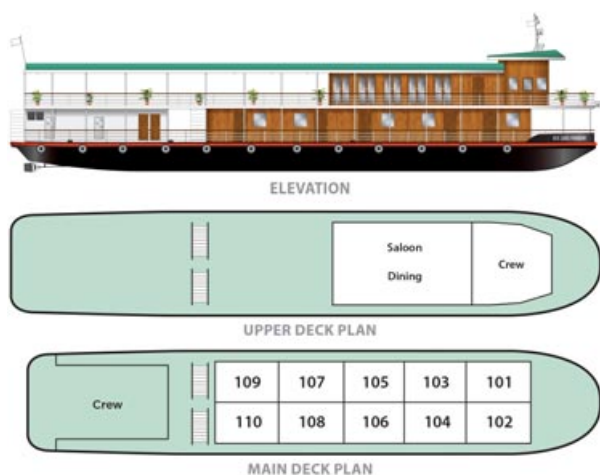 ELEVATION
Saloon
Dining
Crew
UPPER DECK PLAN
109 107 105 103 101
Crew
110 108 106 104 102
MAIN DECK PLAN